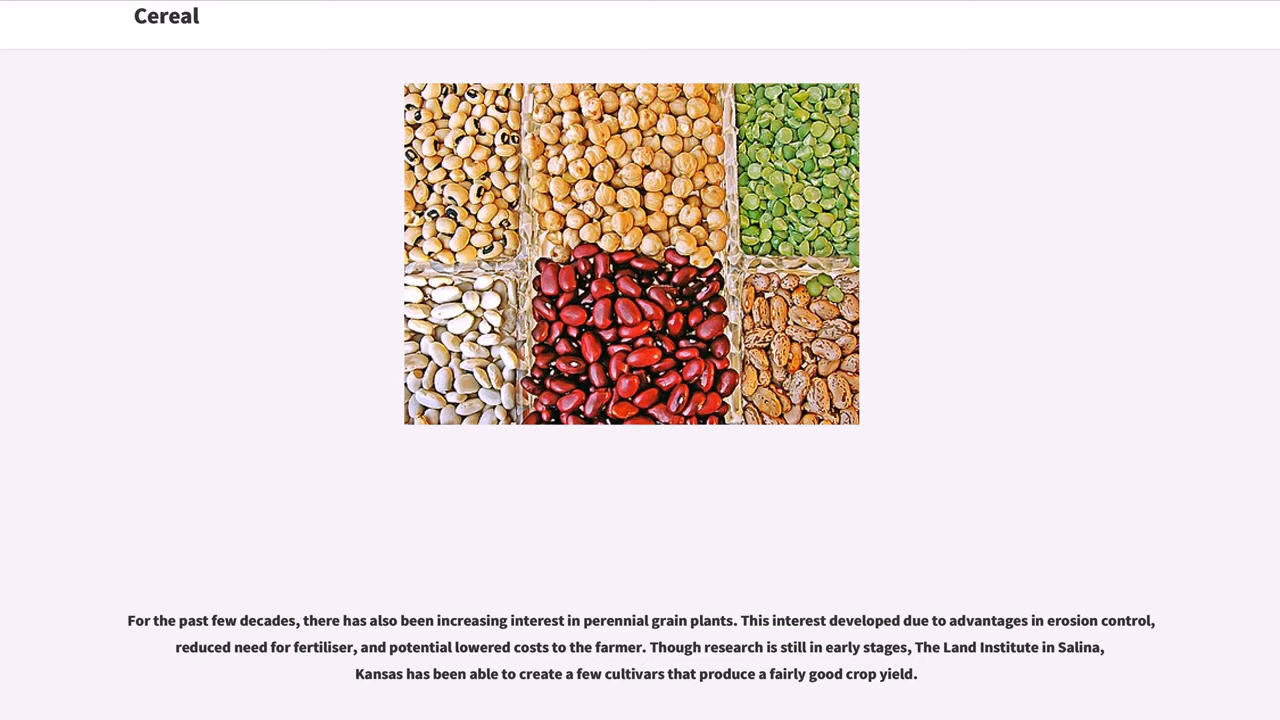 Cereal
For the past few decades, there has also been increasing interest in perennial grain plants. This interest developed due to advantages in erosion control,
reduced need for fertiliser, and potential lowered costs to the farmer. Though research is still in early stages, The Land Institute in Salina,
Kansas has been able to create a few cultivars that produce a fairly good crop yield.